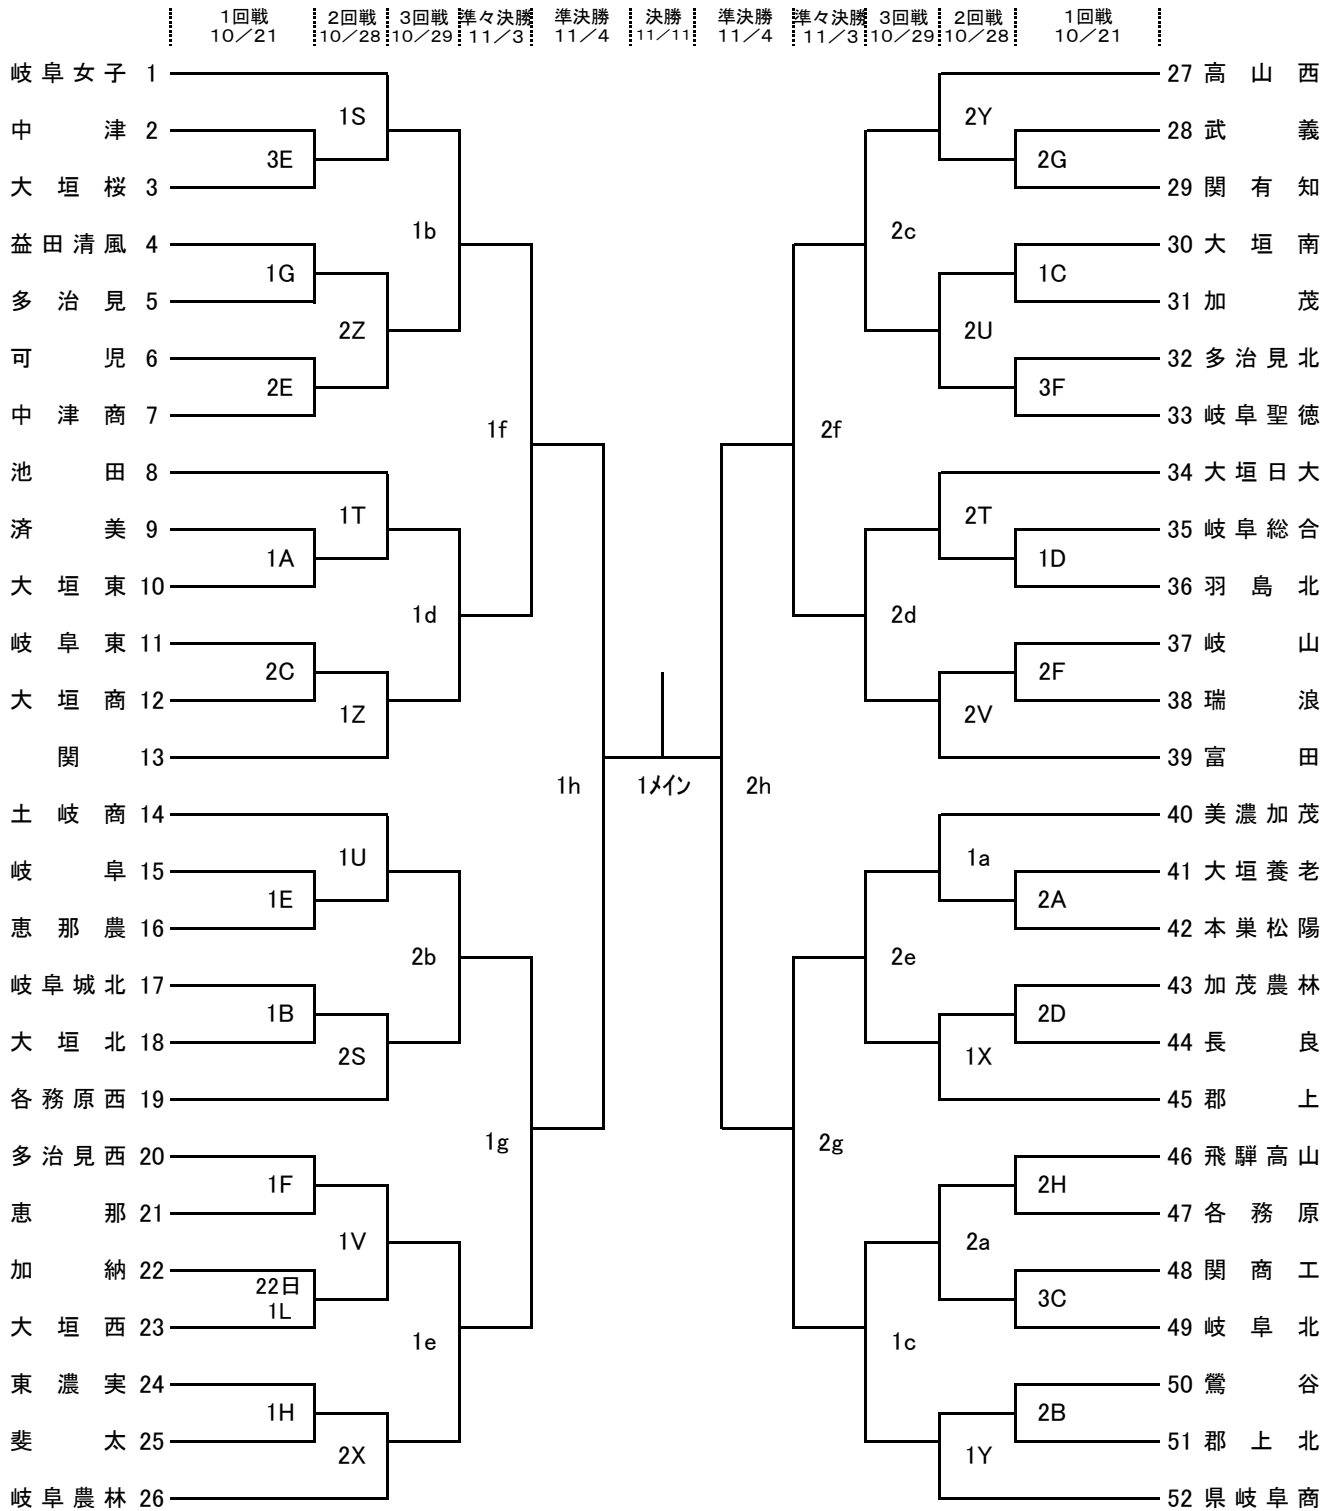 1回戦 2回戦 3回戦 準々決勝 準決勝 決勝 準決勝 準々決勝 3回戦 2回戦 1回戦
10／21 10／28 10／29 11／3 11／4 11／11 11／4 11／3 10／29 10／28 10／21
岐阜女子 1
中津 2
大垣桜 3
益田清風 4
多治見 5
可児 6
中津商 7
池田 8
済美 9
大垣東 10
岐阜東 11
大垣商 12
関 13
土岐商 14
岐阜 15
恵那農 16
岐阜城北 17
大垣北 18
各務原西 19
多治見西 20
恵那 21
加納 22
大垣西 23
東濃実 24
斐太 25
岐阜農林 26
3E
1G
2E
1A
2C
1E
1B
1F
22日
1L
1H
1S
2Z
1T
1Z
1U
2S
1V
2X
1b
1d
2b
1e
1f
1g
1h
1メイン
2h
2f
2g
2c
2d
2e
1c
2Y
2U
2T
2V
1a
1X
2a
1Y
2G
1C
3F
1D
2F
2A
2D
2H
3C
2B
27 高山西
28 武義
29 関有知
30 大垣南
31 加茂
32 多治見北
33 岐阜聖徳
34 大垣日大
35 岐阜総合
36 羽島北
37 岐山
38 瑞浪
39 富田
40 美濃加茂
41 大垣養老
42 本巣松陽
43 加茂農林
44 長良
45 郡上
46 飛騨高山
47 各務原
48 関商工
49 岐阜北
50 鶯谷
51 郡上北
52 県岐阜商